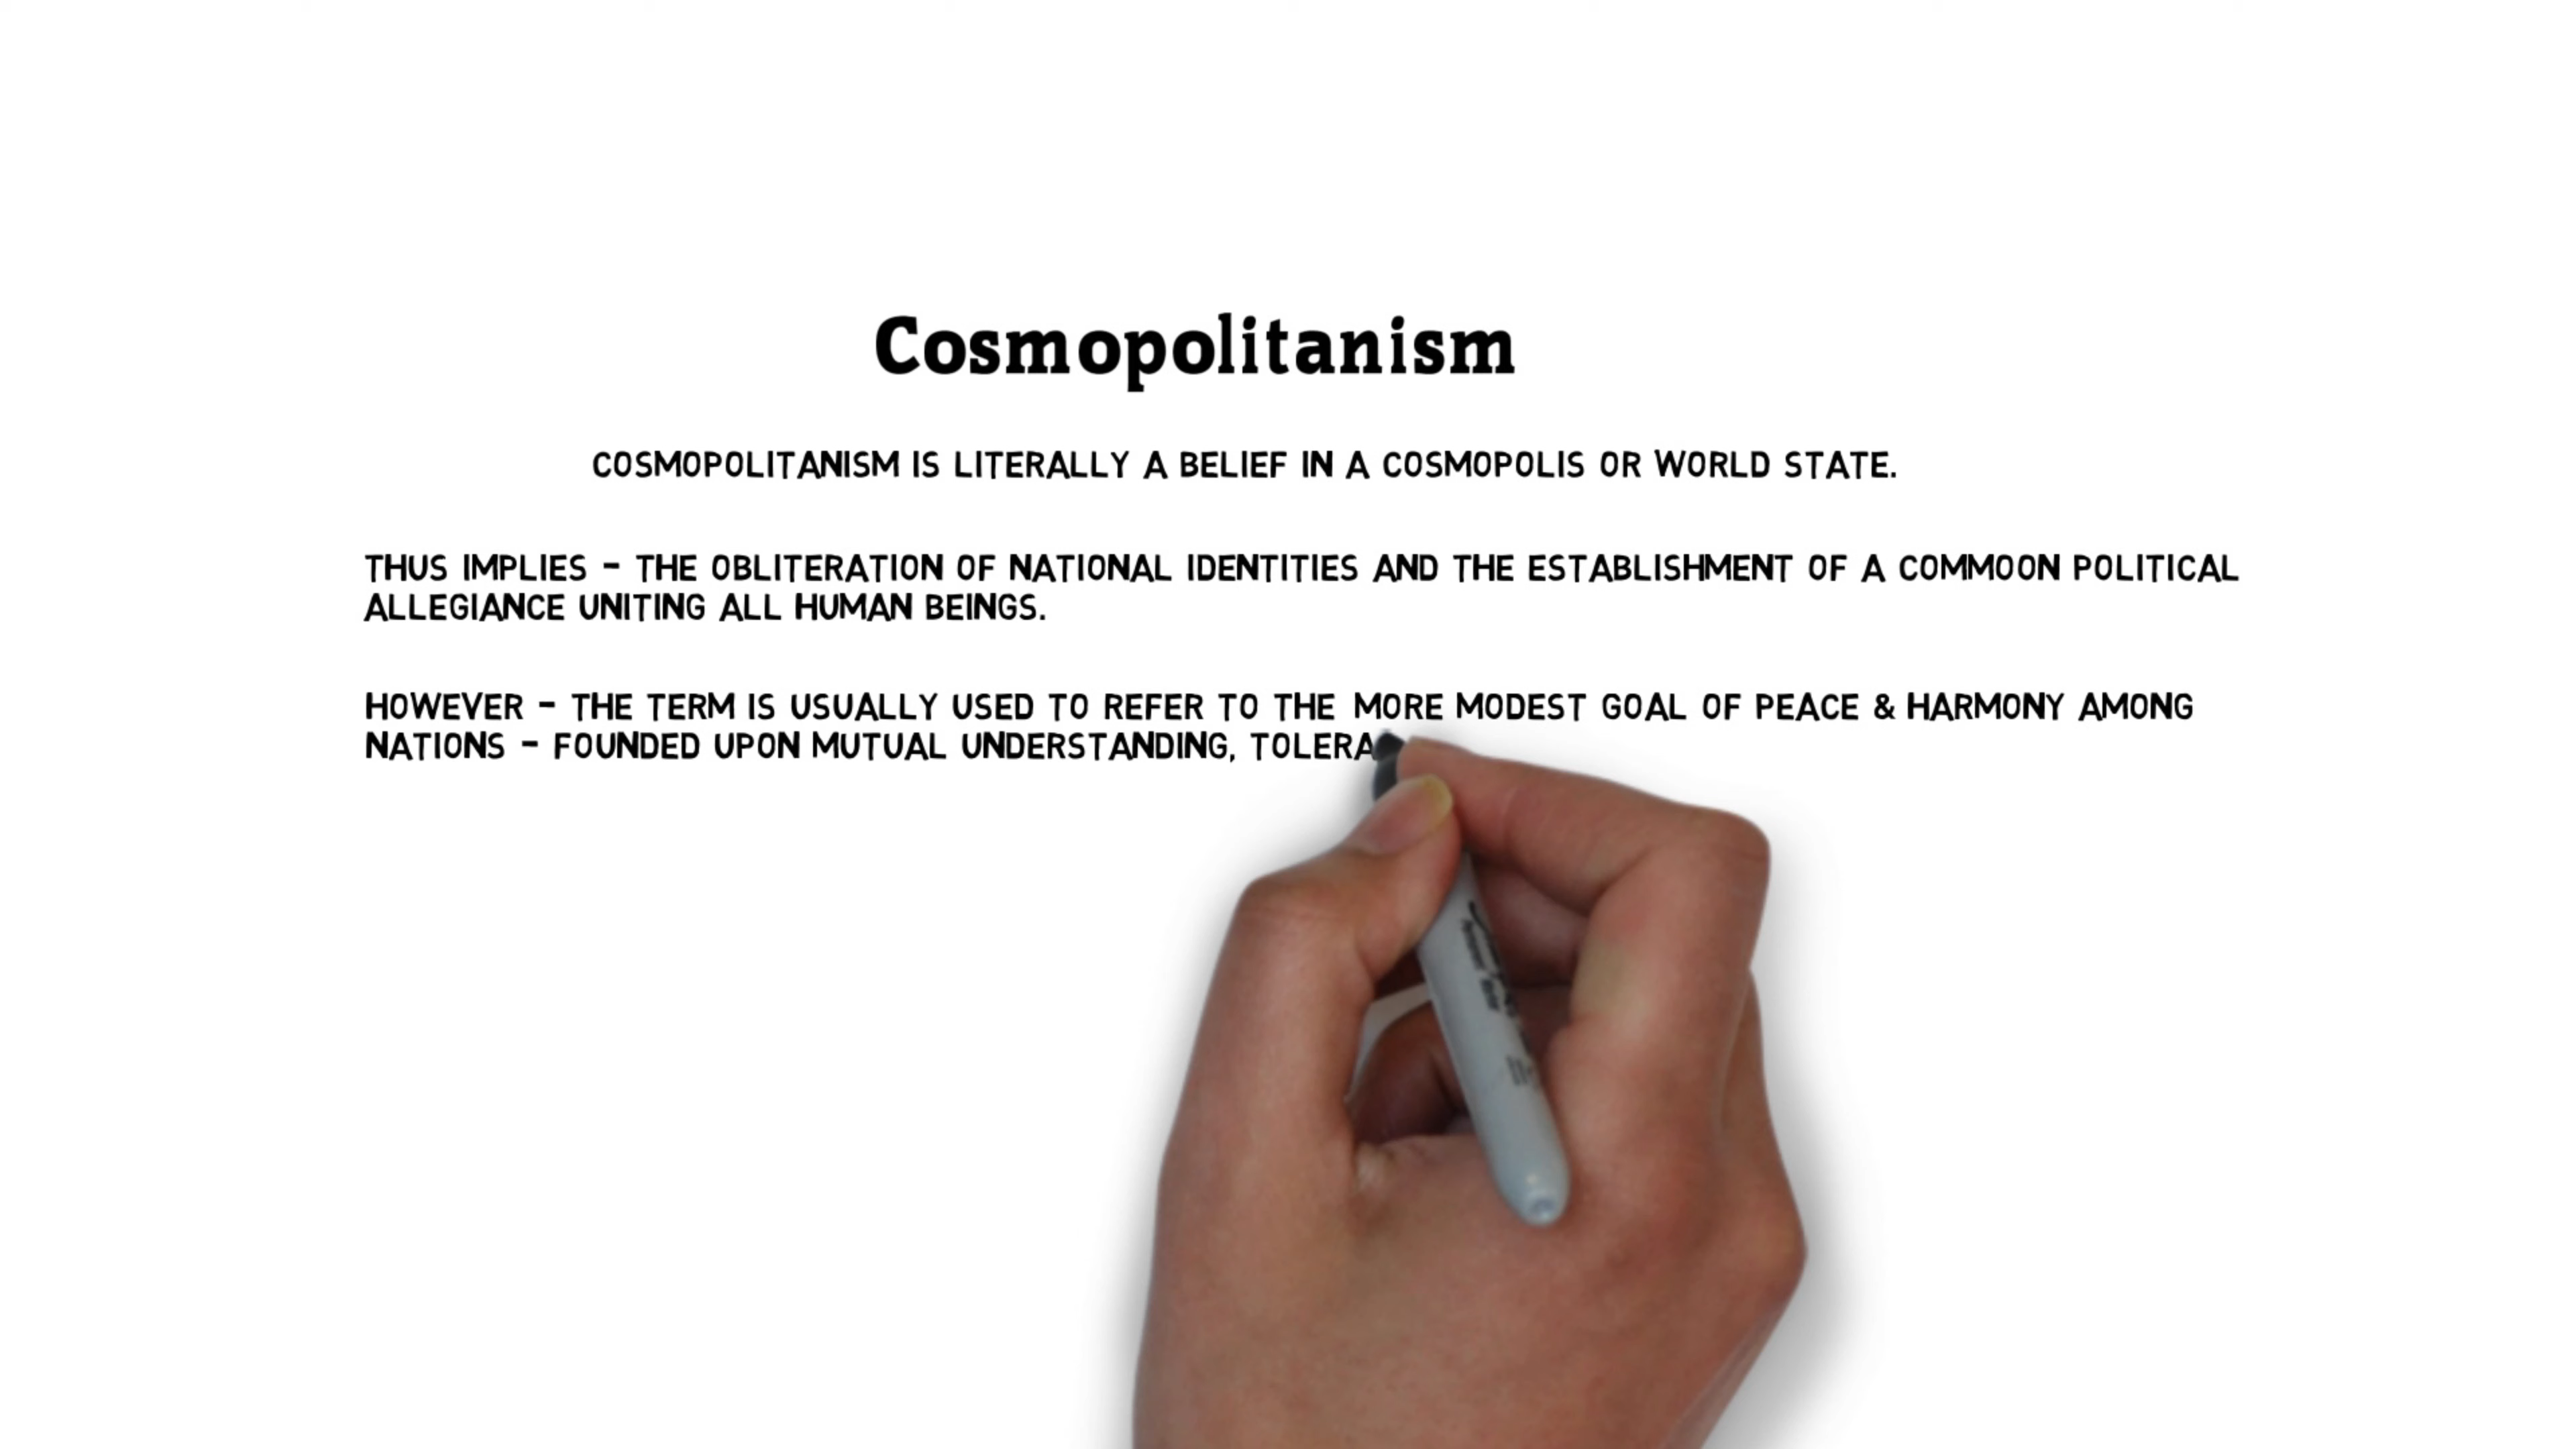 Cosmopolitanism
COSMOPOLITANISM IS LITERALLY A BELIEF IN A COSMOPOLIS OR WORLD STATE.
THUS IMPLIES - THE OBLITERATION OF NATIONAL IDENTITIES AND THE ESTABLISHMENT OF A COMMOON POLITICAL
ALLEGIANCE UNITING ALL HUMAN BEINGS.
HOWEVER - THE TERM IS USUALLY USED TO REFER TO THE MORE MODEST GOAL OF PEACE & HARMONY AMONG
NATIONS - FOUNDED UPON MUTUAL UNDERSTANDING, TOLERA